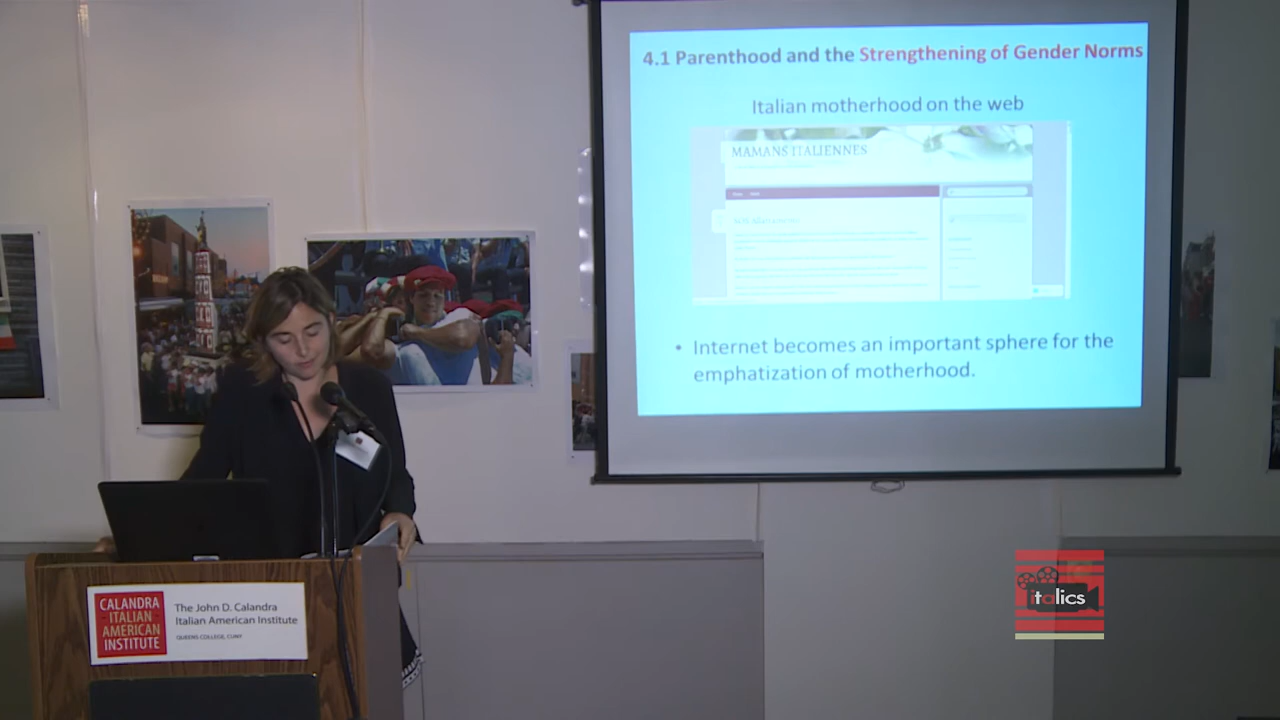 4.1 Parenthood and the Strengthening of Gender Norms
Italian motherhood on the web
MAMANS ITALIENNES
• Internet becomes an important sphere for the
emphatization of motherhood.
CALANDRA
ITALIAN
AMERICAN
INSTITUTE
The John D. Calandra
Italian American Institute
QUEENS COLLEGE, CUNY
italics